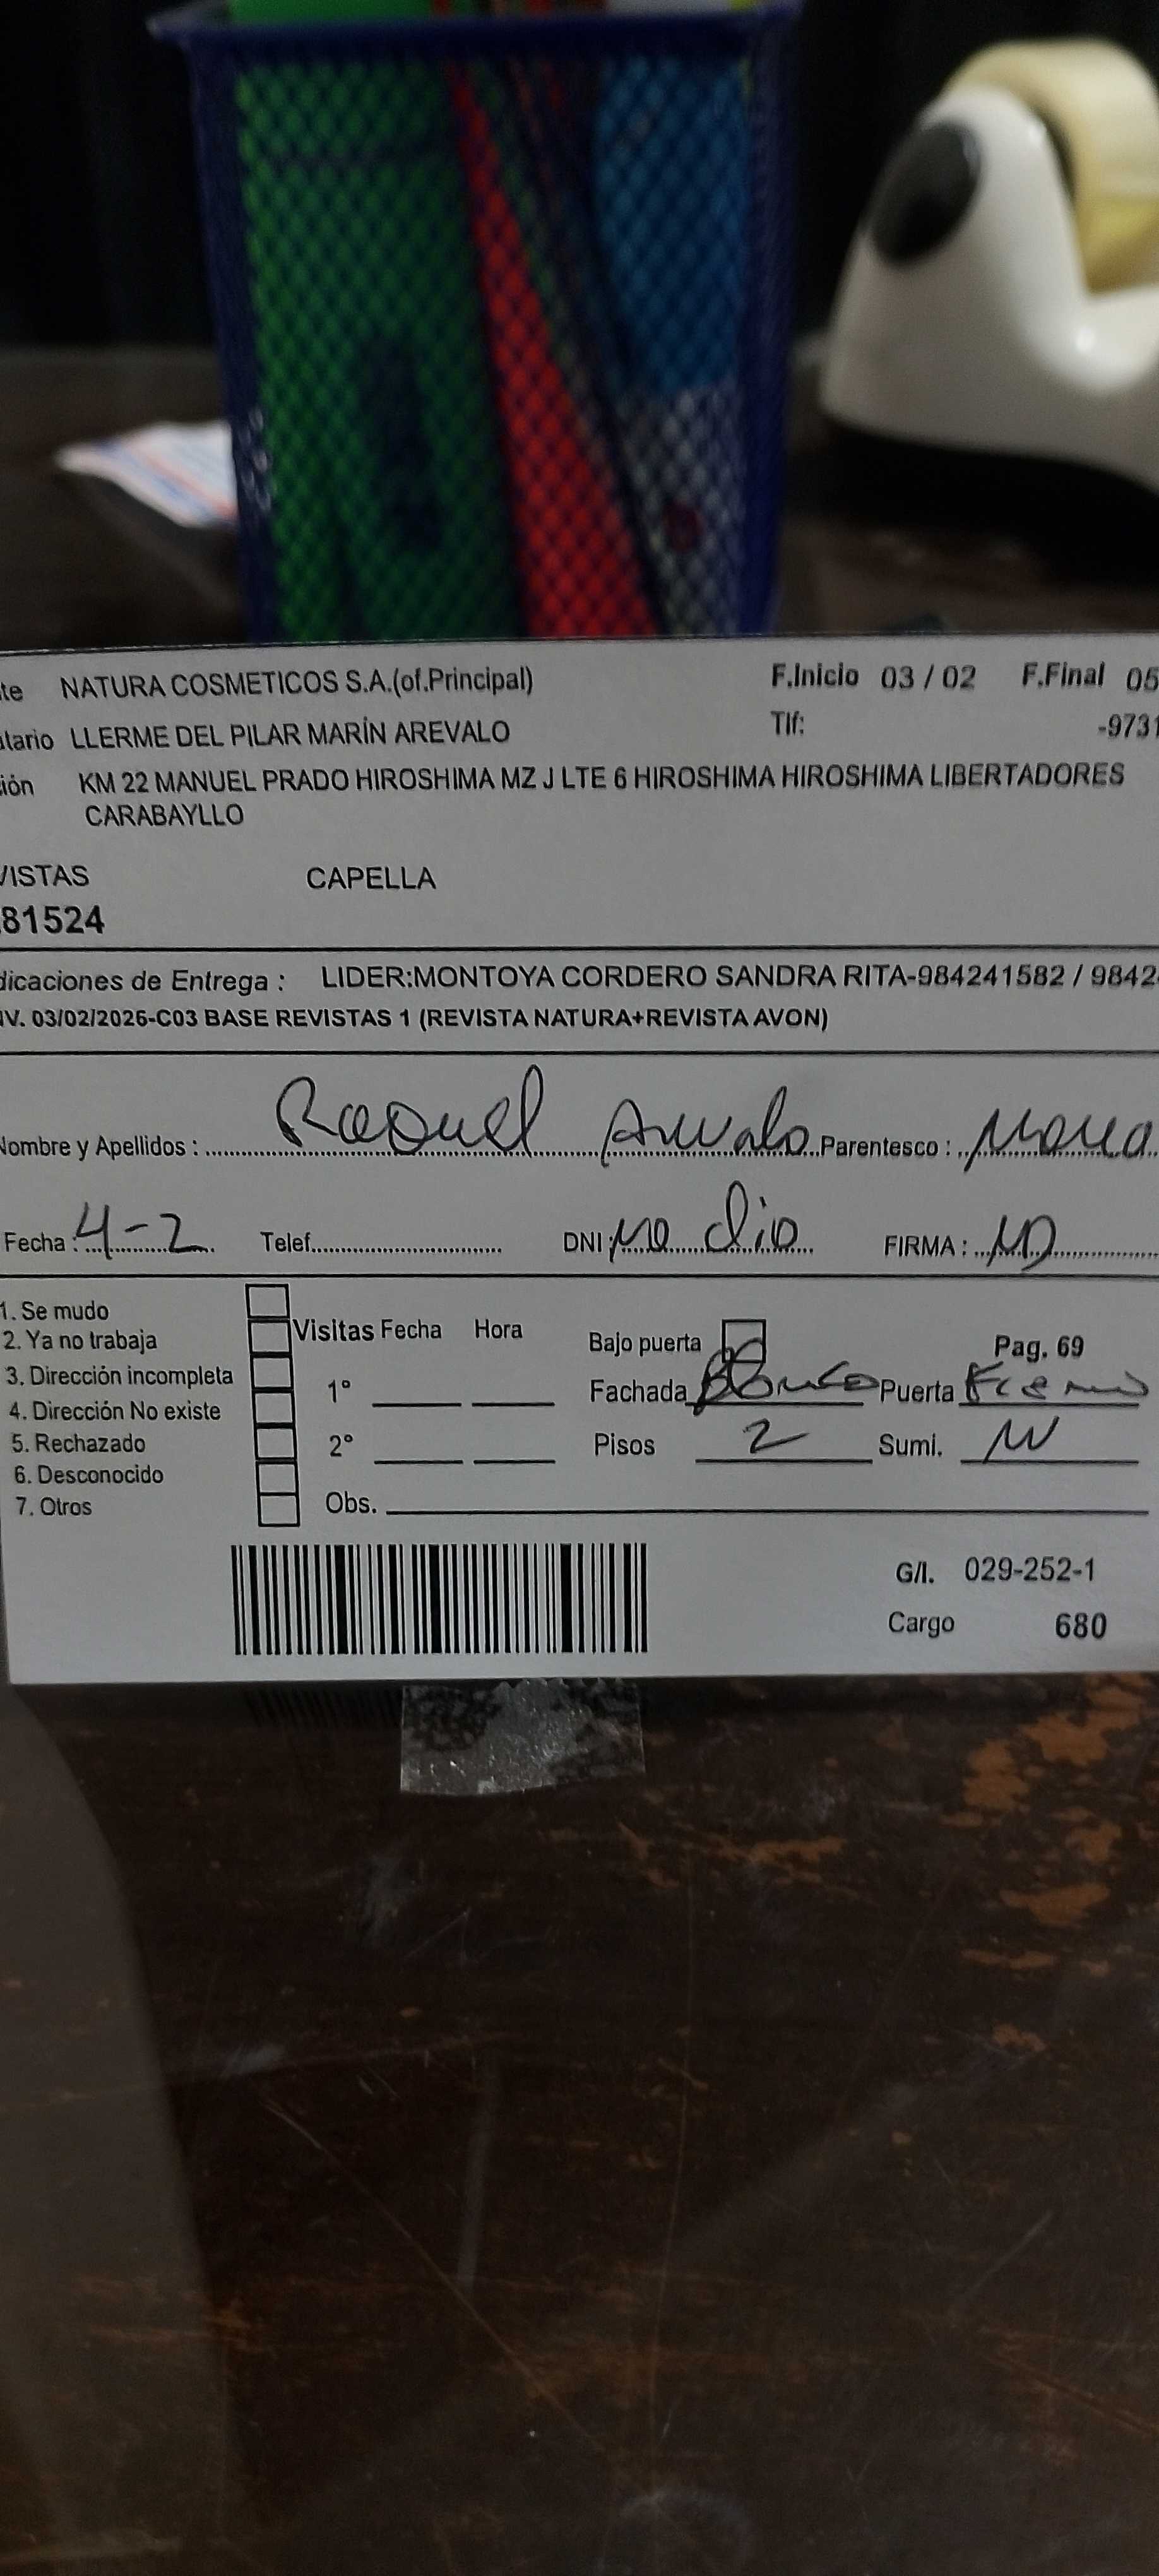 te NATURA COSMETICOS S.A.(of.Principal) F.Inicio 03 / 02 F.Final 05
tario LLERME DEL PILAR MARÍN AREVALO Tlf: -9731
ión KM 22 MANUEL PRADO HIROSHIMA MZ J LTE 6 HIROSHIMA HIROSHIMA LIBERTADORES
CARABAYLLO
VISTAS CAPELLA
81524
dicaciones de Entrega : LIDER:MONTOYA CORDERO SANDRA RITA-984241582 / 9842
NV. 03/02/2026-C03 BASE REVISTAS 1 (REVISTA NATURA+REVISTA AVON)
Nombre y Apellidos : Raquel Arevalo Parentesco :
Fecha : 4-2 Telef. DNI : no dio FIRMA : ND
1. Se mudo
2. Ya no trabaja Visitas Fecha Hora Bajo puerta Pag. 69
3. Dirección incompleta 1° Fachada Blanco Puerta Fierro
4. Dirección No existe
5. Rechazado 2° Pisos 2 Sumi.
6. Desconocido
7. Otros Obs.
G/I. 029-252-1
Cargo 680